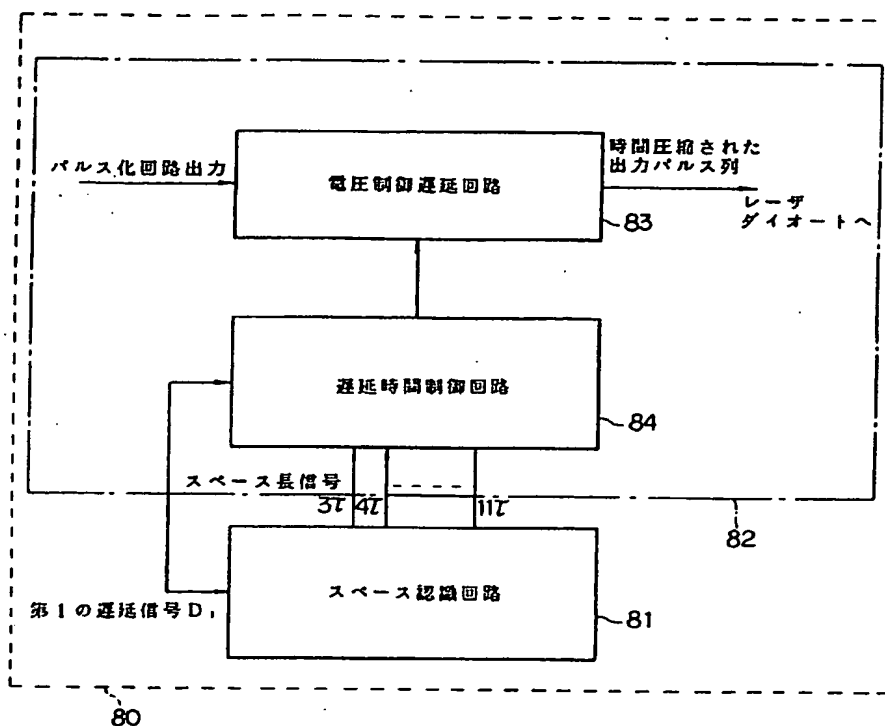 パルス化回路出力
電圧制御遅延回路
時間圧縮された
出力パルス列
レーザ
ダイオートへ
83
遅延時間制御回路
84
スペース長信号
3τ 4τ 11τ
82
スペース認識回路
第1の遅延信号D₁
81
80